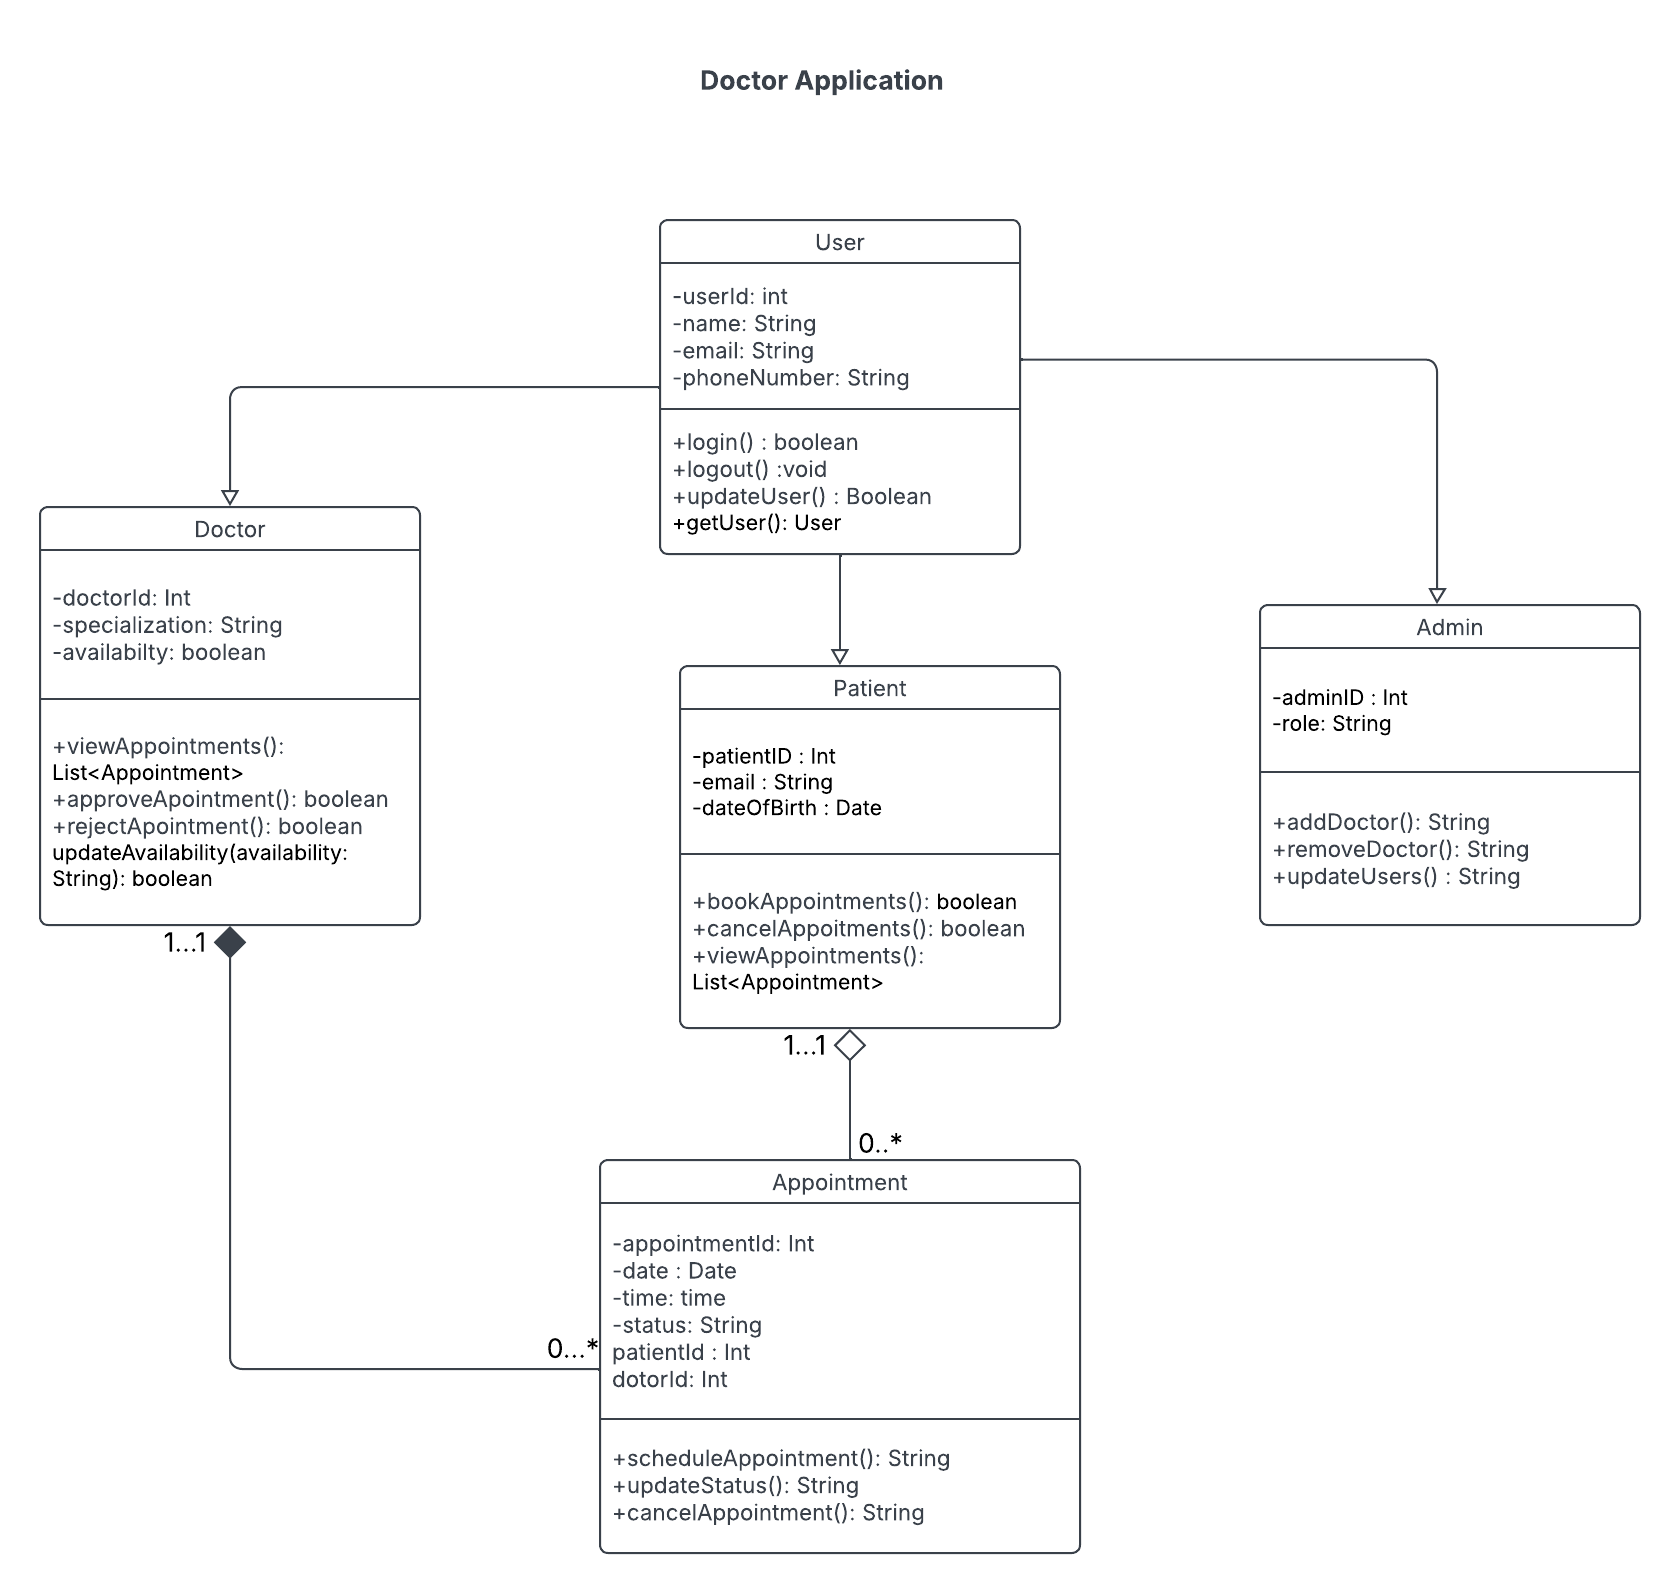 Doctor Application
User
-userId: int
-name: String
-email: String
-phoneNumber: String
+login() : boolean
+logout() :void
+updateUser() : Boolean
+getUser(): User
Doctor
-doctorId: Int
-specialization: String
-availabilty: boolean
+viewAppointments():
List<Appointment>
+approveApointment(): boolean
+rejectApointment(): boolean
updateAvailability(availability:
String): boolean
1...1
Patient
-patientID : Int
-email : String
-dateOfBirth : Date
+bookAppointments(): boolean
+cancelAppoitments(): boolean
+viewAppointments():
List<Appointment>
1...1
0..*
Admin
-adminID : Int
-role: String
+addDoctor(): String
+removeDoctor(): String
+updateUsers() : String
0...*
Appointment
-appointmentId: Int
-date : Date
-time: time
-status: String
patientId : Int
dotorId: Int
+scheduleAppointment(): String
+updateStatus(): String
+cancelAppointment(): String